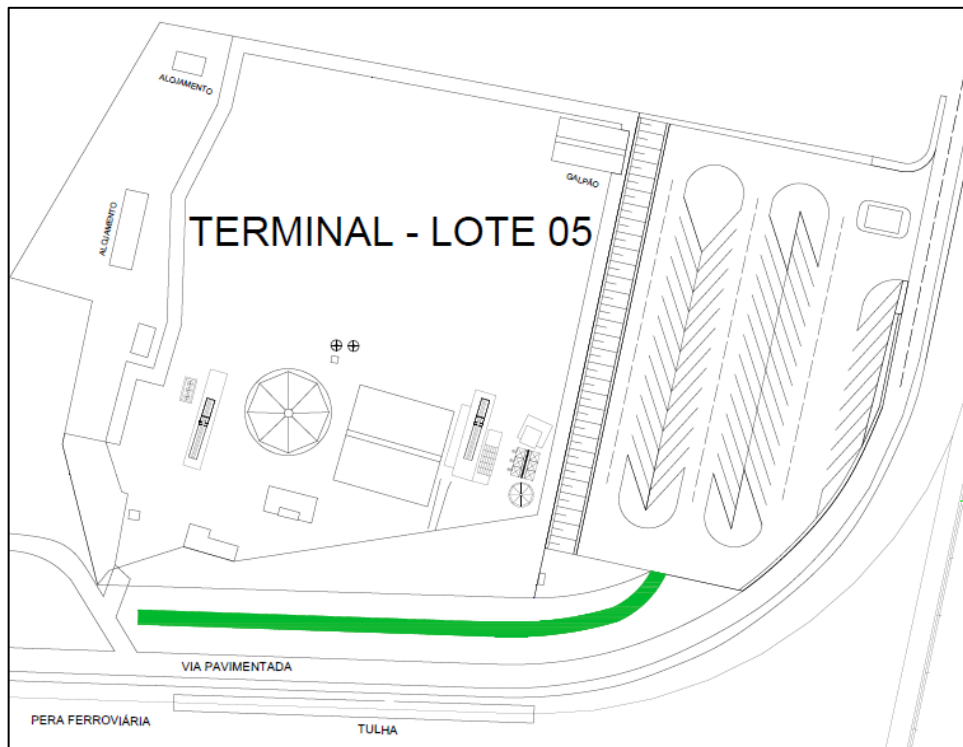 ALOJAMENTO
GALPÃO
ALOJAMENTO
TERMINAL - LOTE 05
VIA PAVIMENTADA
PERA FERROVIÁRIA
TULHA